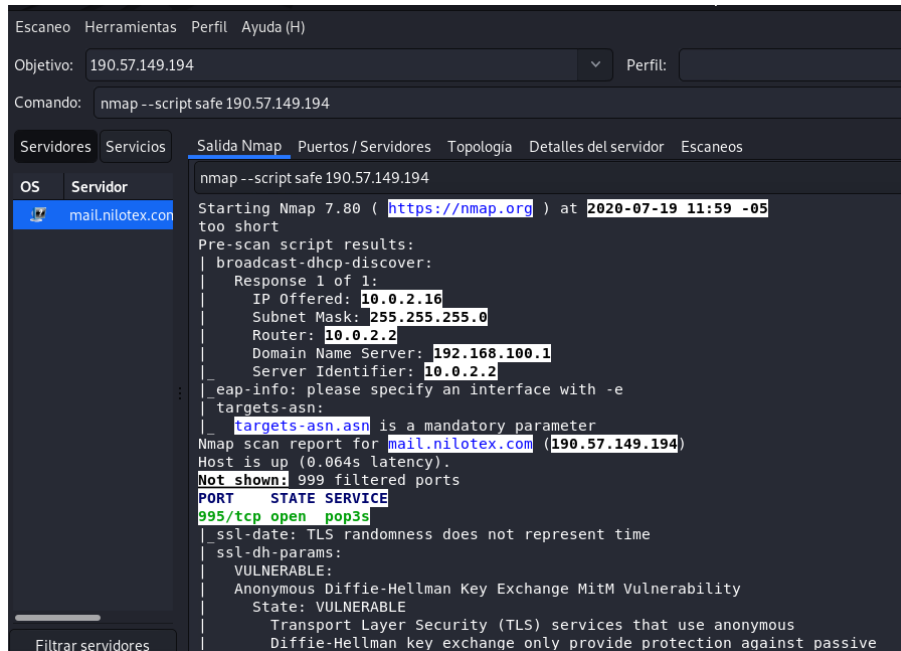 Escaneo Herramientas Perfil Ayuda (H)
Objetivo: 190.57.149.194 Perfil:
Comando: nmap --script safe 190.57.149.194
Servidores Servicios Salida Nmap Puertos / Servidores Topología Detalles del servidor Escaneos
OS Servidor
mail.nilotex.con
nmap --script safe 190.57.149.194
Starting Nmap 7.80 ( https://nmap.org ) at 2020-07-19 11:59 -05
too short
Pre-scan script results:
| broadcast-dhcp-discover:
|   Response 1 of 1:
|     IP Offered: 10.0.2.16
|     Subnet Mask: 255.255.255.0
|     Router: 10.0.2.2
|     Domain Name Server: 192.168.100.1
|_    Server Identifier: 10.0.2.2
|_eap-info: please specify an interface with -e
| targets-asn:
|_  targets-asn.asn is a mandatory parameter
Nmap scan report for mail.nilotex.com (190.57.149.194)
Host is up (0.064s latency).
Not shown: 999 filtered ports
PORT    STATE SERVICE
995/tcp open  pop3s
|_ssl-date: TLS randomness does not represent time
| ssl-dh-params:
|   VULNERABLE:
|   Anonymous Diffie-Hellman Key Exchange MitM Vulnerability
|     State: VULNERABLE
|       Transport Layer Security (TLS) services that use anonymous
|       Diffie-Hellman key exchange only provide protection against passive
Filtrar servidores